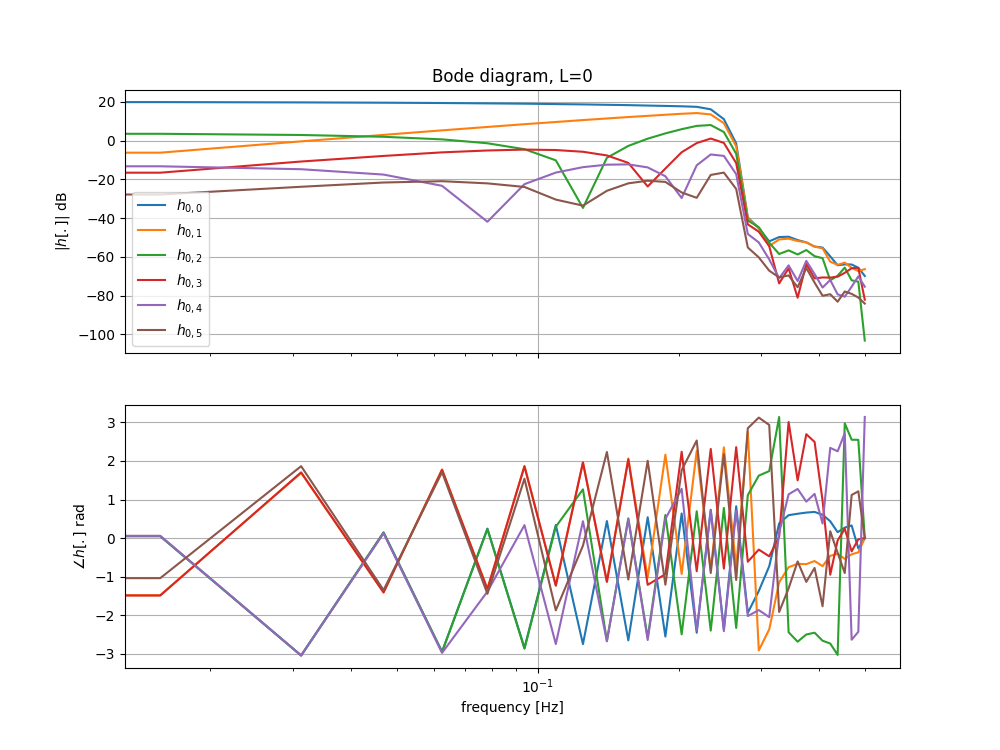 Bode diagram, L=0
|h[.]| dB
20
0
−20
−40
−60
−80
−100
h0,0
h0,1
h0,2
h0,3
h0,4
h0,5
∠h[.] rad
3
2
1
0
−1
−2
−3
10−1
frequency [Hz]